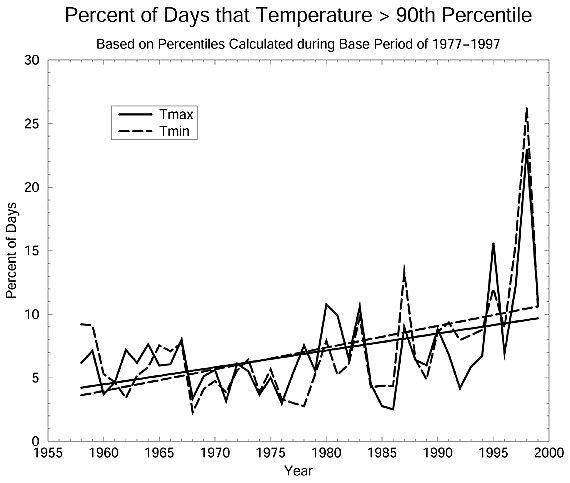 Percent of Days that Temperature > 90th Percentile
Based on Percentiles Calculated during Base Period of 1977–1997
30
25
20
15
10
5
0
Percent of Days
Tmax
Tmin
1955 1960 1965 1970 1975 1980 1985 1990 1995 2000
Year